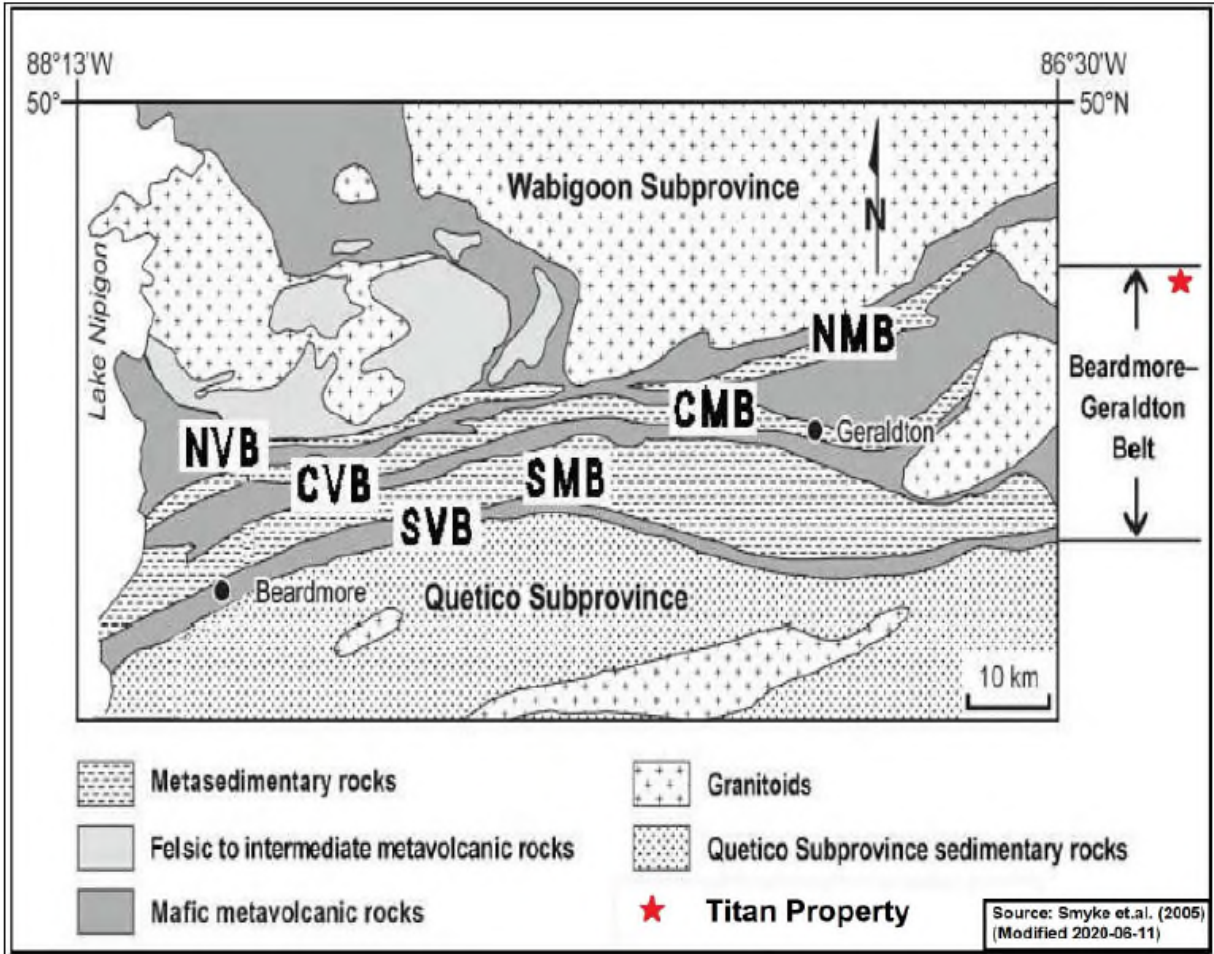 88°13'W
86°30'W
50°
50°N
Wabigoon Subprovince
N
Lake Nipigon
NMB
Beardmore–
Geraldton
Belt
CMB
Geraldton
NVB
CVB
SMB
SVB
Beardmore
Quetico Subprovince
10 km
Metasedimentary rocks
Granitoids
Felsic to intermediate metavolcanic rocks
Quetico Subprovince sedimentary rocks
Mafic metavolcanic rocks
Titan Property
Source: Smyke et.al. (2005)
(Modified 2020-06-11)